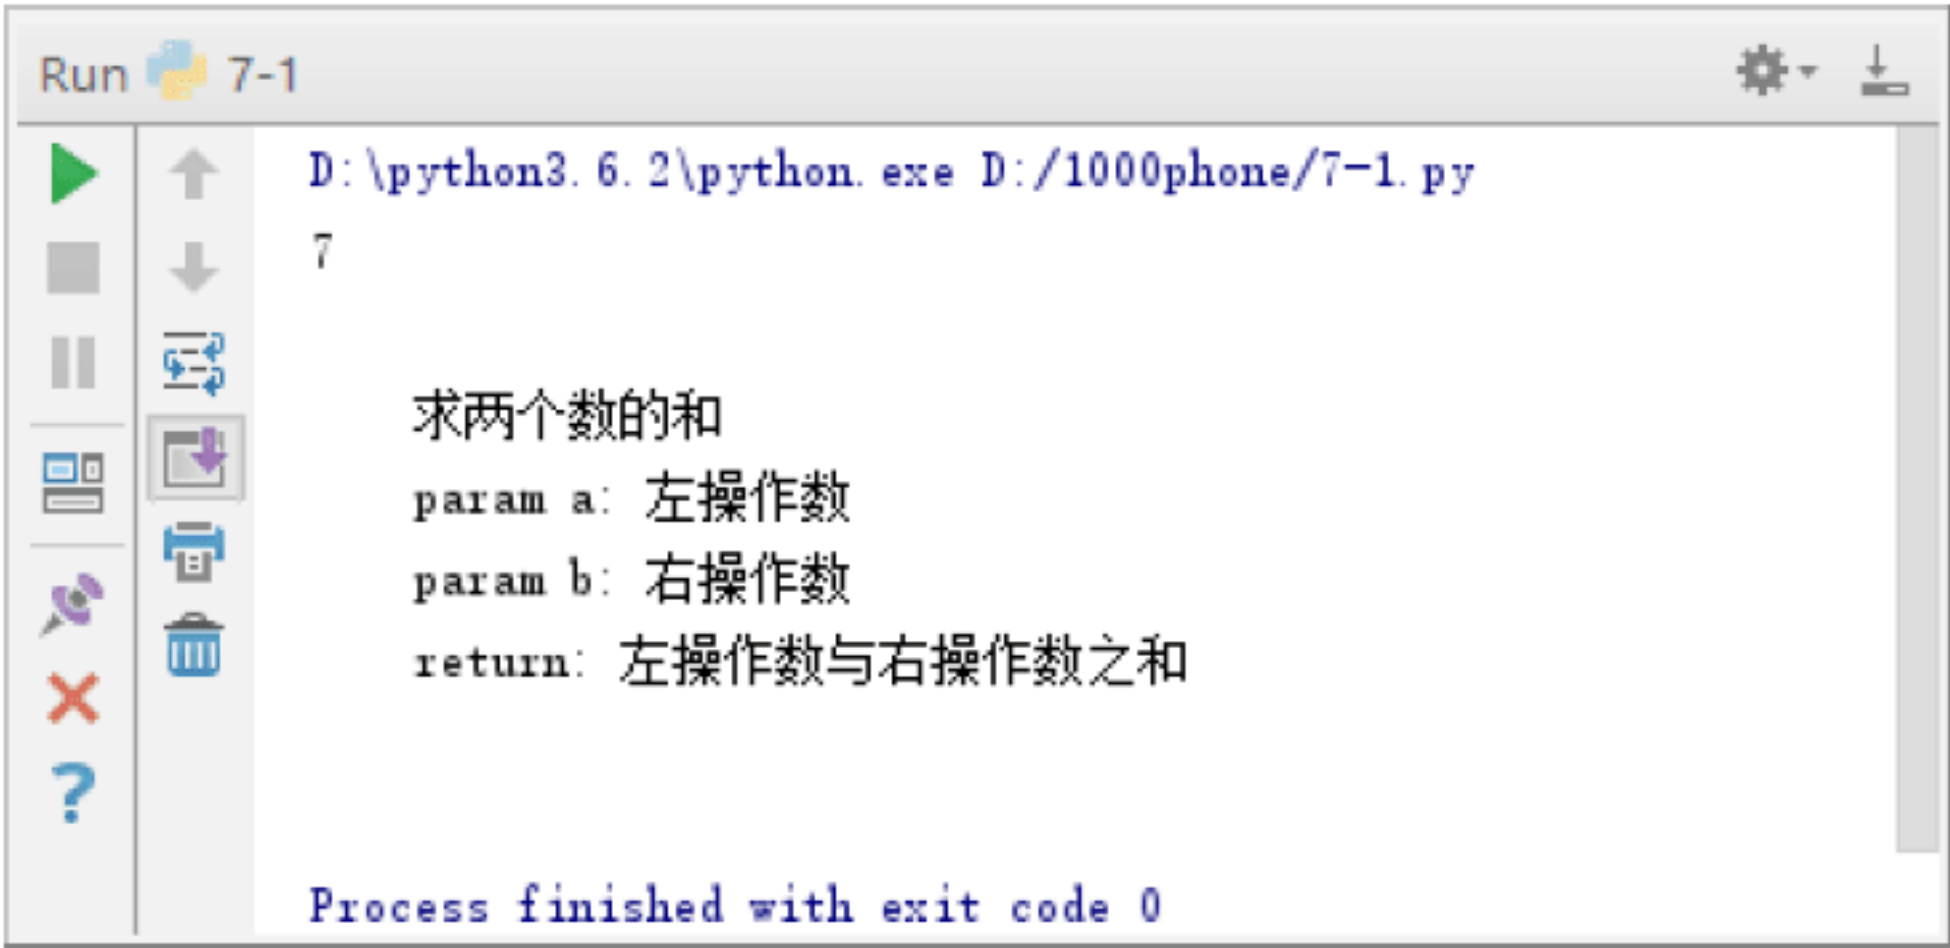 Run 7-1
D:\python3.6.2\python.exe D:/1000phone/7-1.py
7
求两个数的和
param a: 左操作数
param b: 右操作数
return: 左操作数与右操作数之和
Process finished with exit code 0